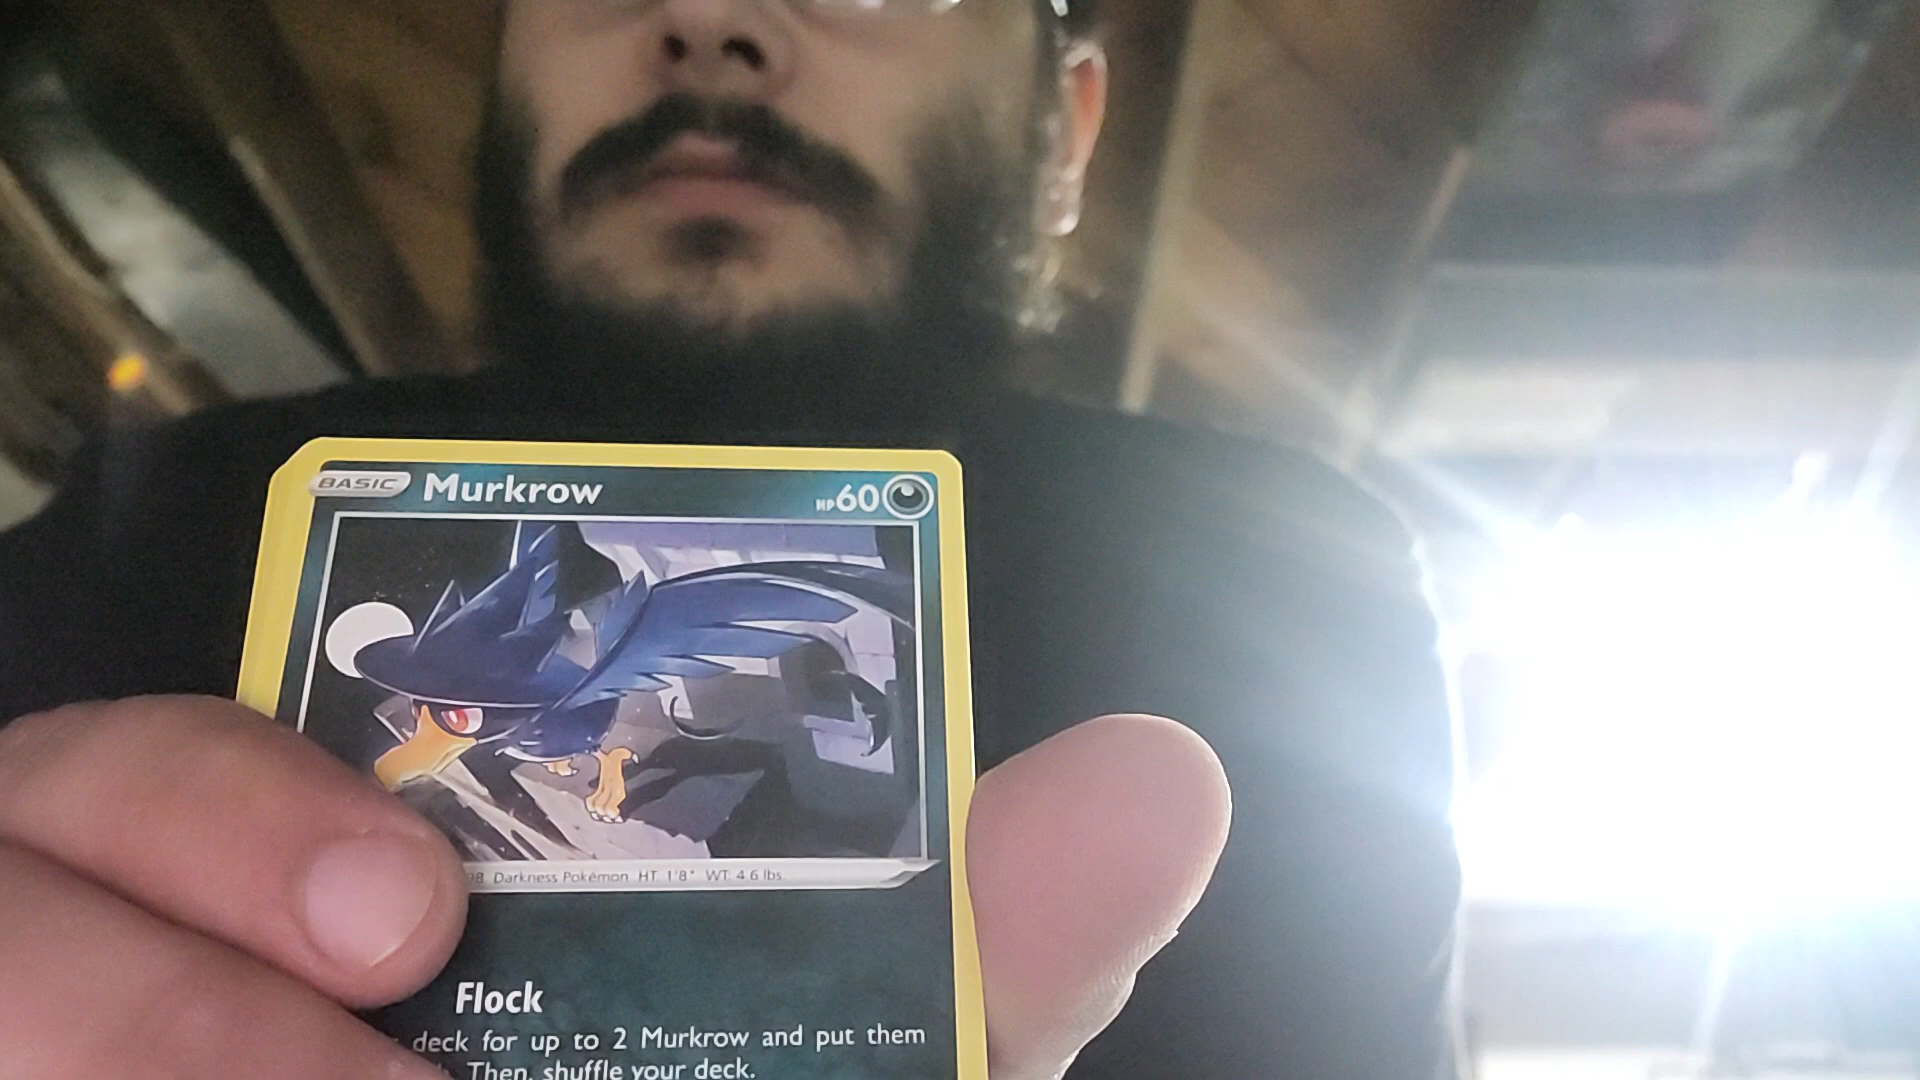 BASIC Murkrow HP60
98 Darkness Pokémon HT 1'8" WT 4.6 lbs.
Flock
deck for up to 2 Murkrow and put them
Then, shuffle your deck.